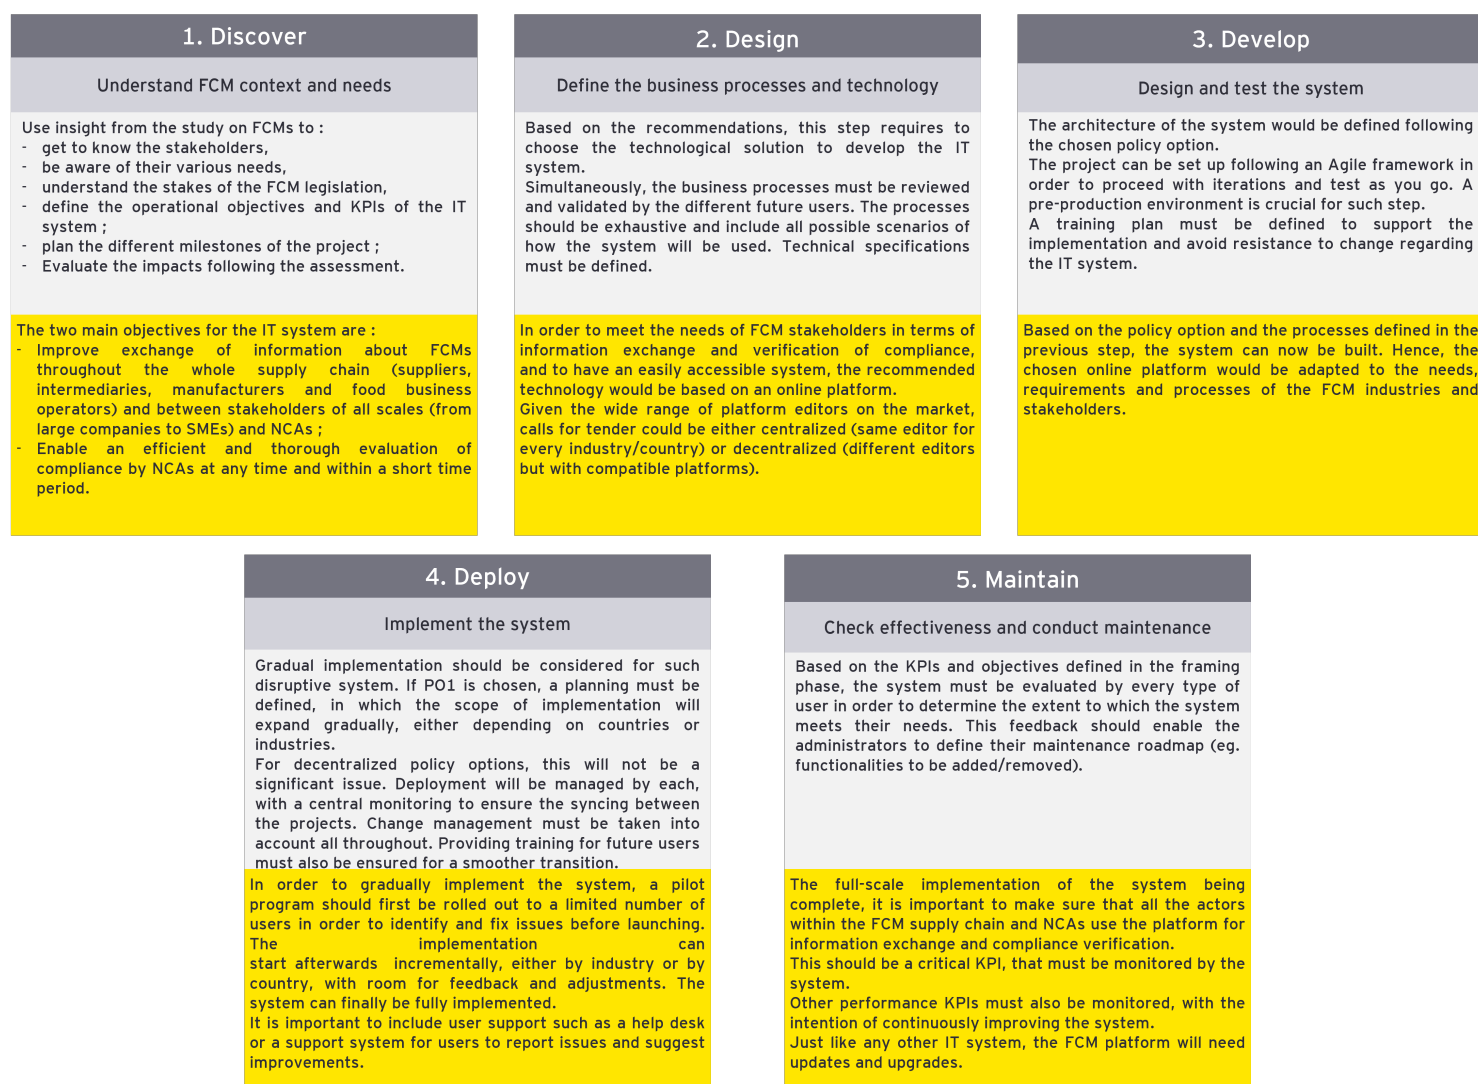 1. Discover
Understand FCM context and needs
Use insight from the study on FCMs to :
- get to know the stakeholders,
- be aware of their various needs,
- understand the stakes of the FCM legislation,
- define the operational objectives and KPIs of the IT
system ;
- plan the different milestones of the project ;
- Evaluate the impacts following the assessment.
The two main objectives for the IT system are :
- Improve exchange of information about FCMs
throughout the whole supply chain (suppliers,
intermediaries, manufacturers and food business
operators) and between stakeholders of all scales (from
large companies to SMEs) and NCAs ;
- Enable an efficient and thorough evaluation of
compliance by NCAs at any time and within a short time
period.
2. Design
Define the business processes and technology
Based on the recommendations, this step requires to
choose the technological solution to develop the IT
system.
Simultaneously, the business processes must be reviewed
and validated by the different future users. The processes
should be exhaustive and include all possible scenarios of
how the system will be used. Technical specifications
must be defined.
In order to meet the needs of FCM stakeholders in terms of
information exchange and verification of compliance,
and to have an easily accessible system, the recommended
technology would be based on an online platform.
Given the wide range of platform editors on the market,
calls for tender could be either centralized (same editor for
every industry/country) or decentralized (different editors
but with compatible platforms).
3. Develop
Design and test the system
The architecture of the system would be defined following
the chosen policy option.
The project can be set up following an Agile framework in
order to proceed with iterations and test as you go. A
pre-production environment is crucial for such step.
A training plan must be defined to support the
implementation and avoid resistance to change regarding
the IT system.
Based on the policy option and the processes defined in the
previous step, the system can now be built. Hence, the
chosen online platform would be adapted to the needs,
requirements and processes of the FCM industries and
stakeholders.
4. Deploy
Implement the system
Gradual implementation should be considered for such
disruptive system. If PO1 is chosen, a planning must be
defined, in which the scope of implementation will
expand gradually, either depending on countries or
industries.
For decentralized policy options, this will not be a
significant issue. Deployment will be managed by each,
with a central monitoring to ensure the syncing between
the projects. Change management must be taken into
account all throughout. Providing training for future users
must also be ensured for a smoother transition.
In order to gradually implement the system, a pilot
program should first be rolled out to a limited number of
users in order to identify and fix issues before launching.
The implementation can
start afterwards incrementally, either by industry or by
country, with room for feedback and adjustments. The
system can finally be fully implemented.
It is important to include user support such as a help desk
or a support system for users to report issues and suggest
improvements.
5. Maintain
Check effectiveness and conduct maintenance
Based on the KPIs and objectives defined in the framing
phase, the system must be evaluated by every type of
user in order to determine the extent to which the system
meets their needs. This feedback should enable the
administrators to define their maintenance roadmap (eg.
functionalities to be added/removed).
The full-scale implementation of the system being
complete, it is important to make sure that all the actors
within the FCM supply chain and NCAs use the platform for
information exchange and compliance verification.
This should be a critical KPI, that must be monitored by the
system.
Other performance KPIs must also be monitored, with the
intention of continuously improving the system.
Just like any other IT system, the FCM platform will need
updates and upgrades.